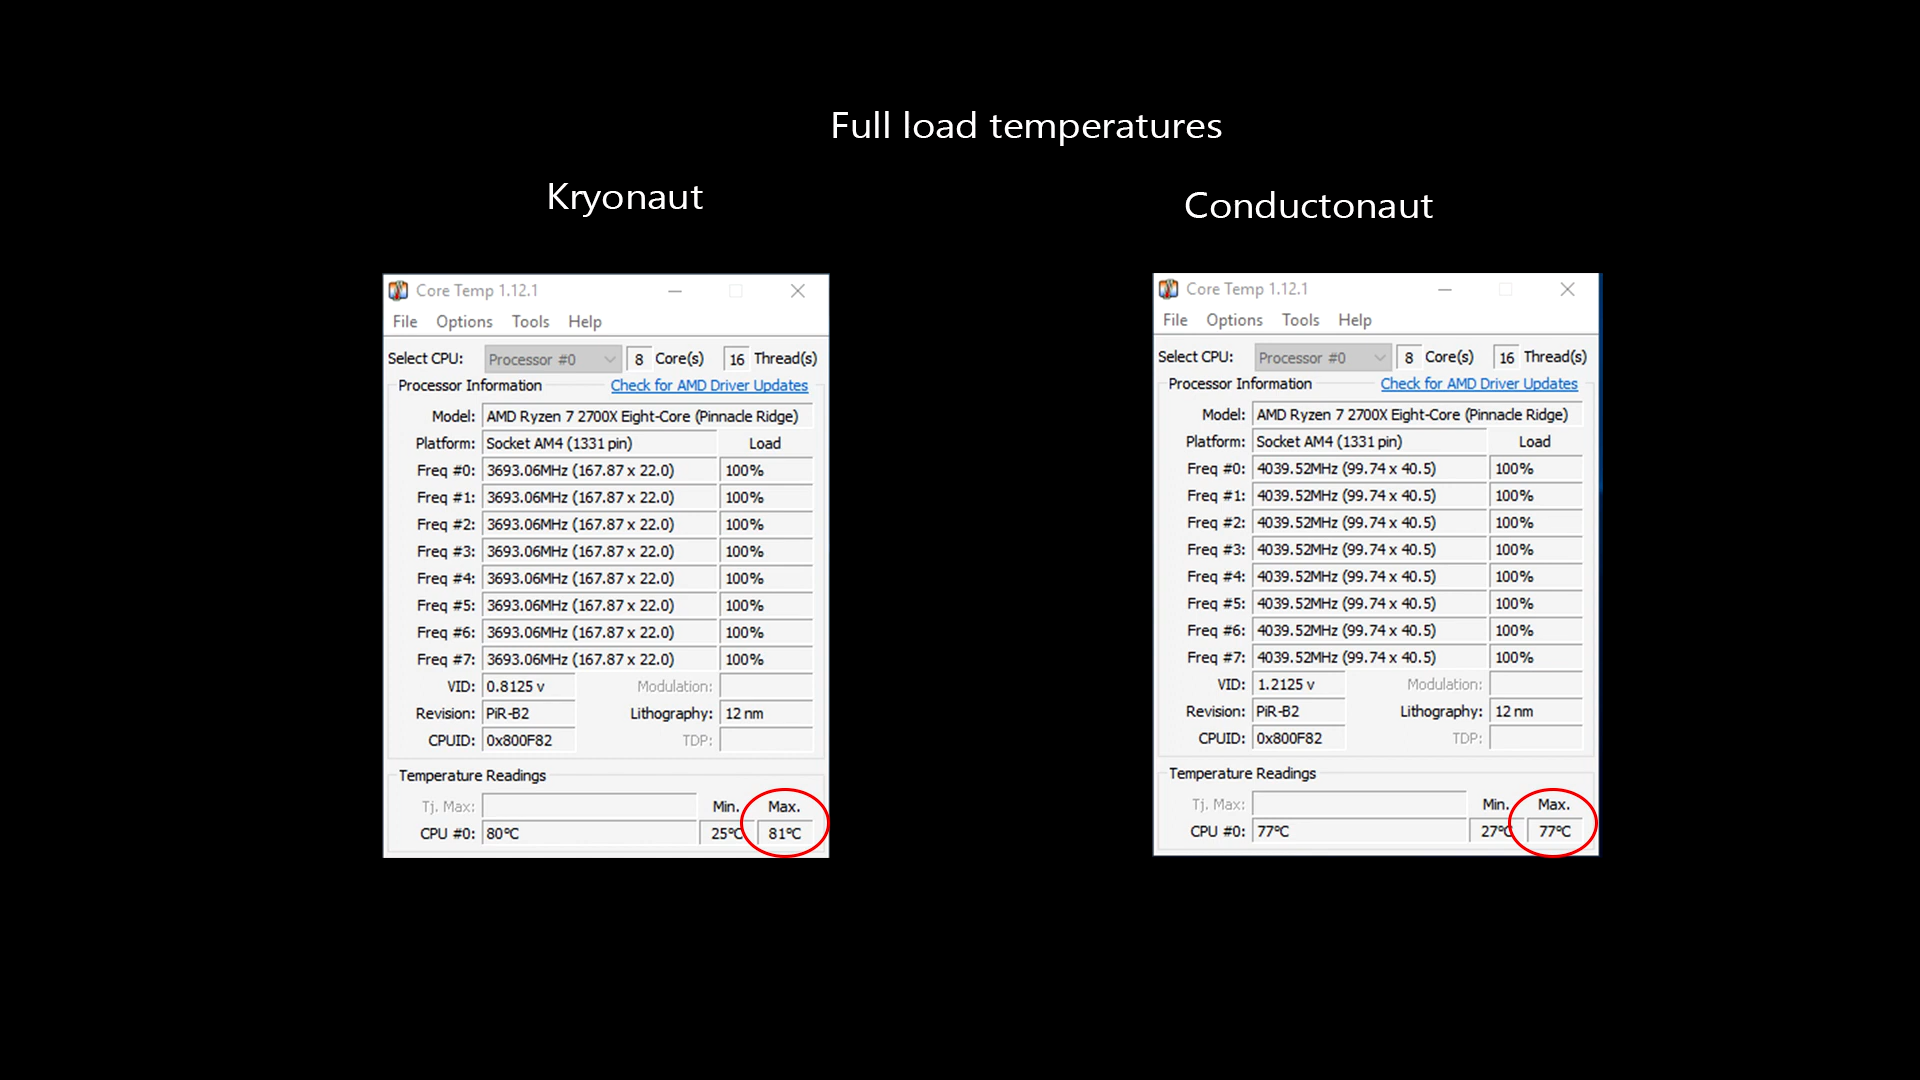 Full load temperatures
Kryonaut
Core Temp 1.12.1
File Options Tools Help
Select CPU: Processor #0 8 Core(s) 16 Thread(s)
Processor Information Check for AMD Driver Updates
Model: AMD Ryzen 7 2700X Eight-Core (Pinnacle Ridge)
Platform: Socket AM4 (1331 pin) Load
Freq #0: 3693.06MHz (167.87 x 22.0) 100%
Freq #1: 3693.06MHz (167.87 x 22.0) 100%
Freq #2: 3693.06MHz (167.87 x 22.0) 100%
Freq #3: 3693.06MHz (167.87 x 22.0) 100%
Freq #4: 3693.06MHz (167.87 x 22.0) 100%
Freq #5: 3693.06MHz (167.87 x 22.0) 100%
Freq #6: 3693.06MHz (167.87 x 22.0) 100%
Freq #7: 3693.06MHz (167.87 x 22.0) 100%
VID: 0.8125 v Modulation:
Revision: PiR-B2 Lithography: 12 nm
CPUID: 0x800F82 TDP:
Temperature Readings
Tj. Max: Min. Max.
CPU #0: 80°C 25°C 81°C
Conductonaut
Core Temp 1.12.1
File Options Tools Help
Select CPU: Processor #0 8 Core(s) 16 Thread(s)
Processor Information Check for AMD Driver Updates
Model: AMD Ryzen 7 2700X Eight-Core (Pinnacle Ridge)
Platform: Socket AM4 (1331 pin) Load
Freq #0: 4039.52MHz (99.74 x 40.5) 100%
Freq #1: 4039.52MHz (99.74 x 40.5) 100%
Freq #2: 4039.52MHz (99.74 x 40.5) 100%
Freq #3: 4039.52MHz (99.74 x 40.5) 100%
Freq #4: 4039.52MHz (99.74 x 40.5) 100%
Freq #5: 4039.52MHz (99.74 x 40.5) 100%
Freq #6: 4039.52MHz (99.74 x 40.5) 100%
Freq #7: 4039.52MHz (99.74 x 40.5) 100%
VID: 1.2125 v Modulation:
Revision: PiR-B2 Lithography: 12 nm
CPUID: 0x800F82 TDP:
Temperature Readings
Tj. Max: Min. Max.
CPU #0: 77°C 27°C 77°C